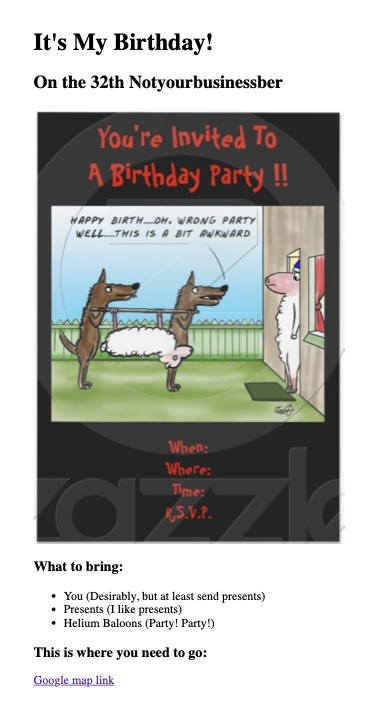 It's My Birthday!
On the 32th Notyourbusinessber
You're Invited To
A Birthday Party !!
HAPPY BIRTH....OH, WRONG PARTY
WELL....THIS IS A BIT AWKWARD
When:
Where:
Time:
R.S.V.P.
zazzle
What to bring:
You (Desirably, but at least send presents)
Presents (I like presents)
Helium Baloons (Party! Party!)
This is where you need to go:
Google map link